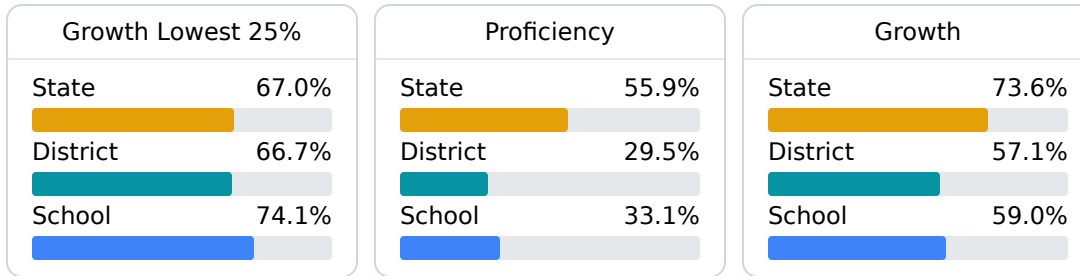 Growth Lowest 25%
State 67.0%
District 66.7%
School 74.1%
Proficiency
State 55.9%
District 29.5%
School 33.1%
Growth
State 73.6%
District 57.1%
School 59.0%